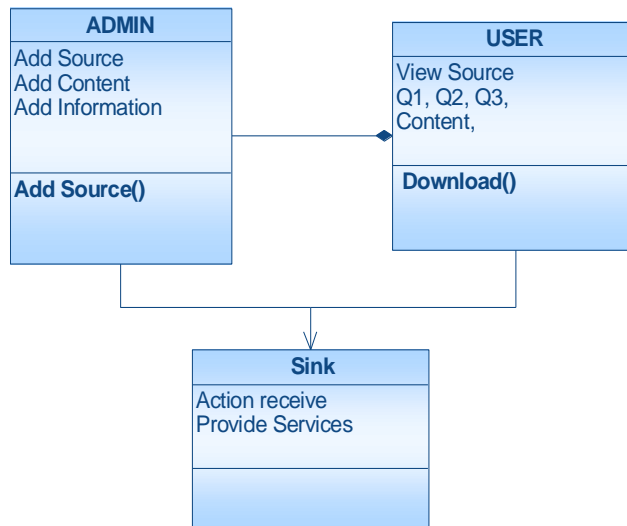 ADMIN
Add Source
Add Content
Add Information
Add Source()
USER
View Source
Q1, Q2, Q3,
Content,
Download()
Sink
Action receive
Provide Services